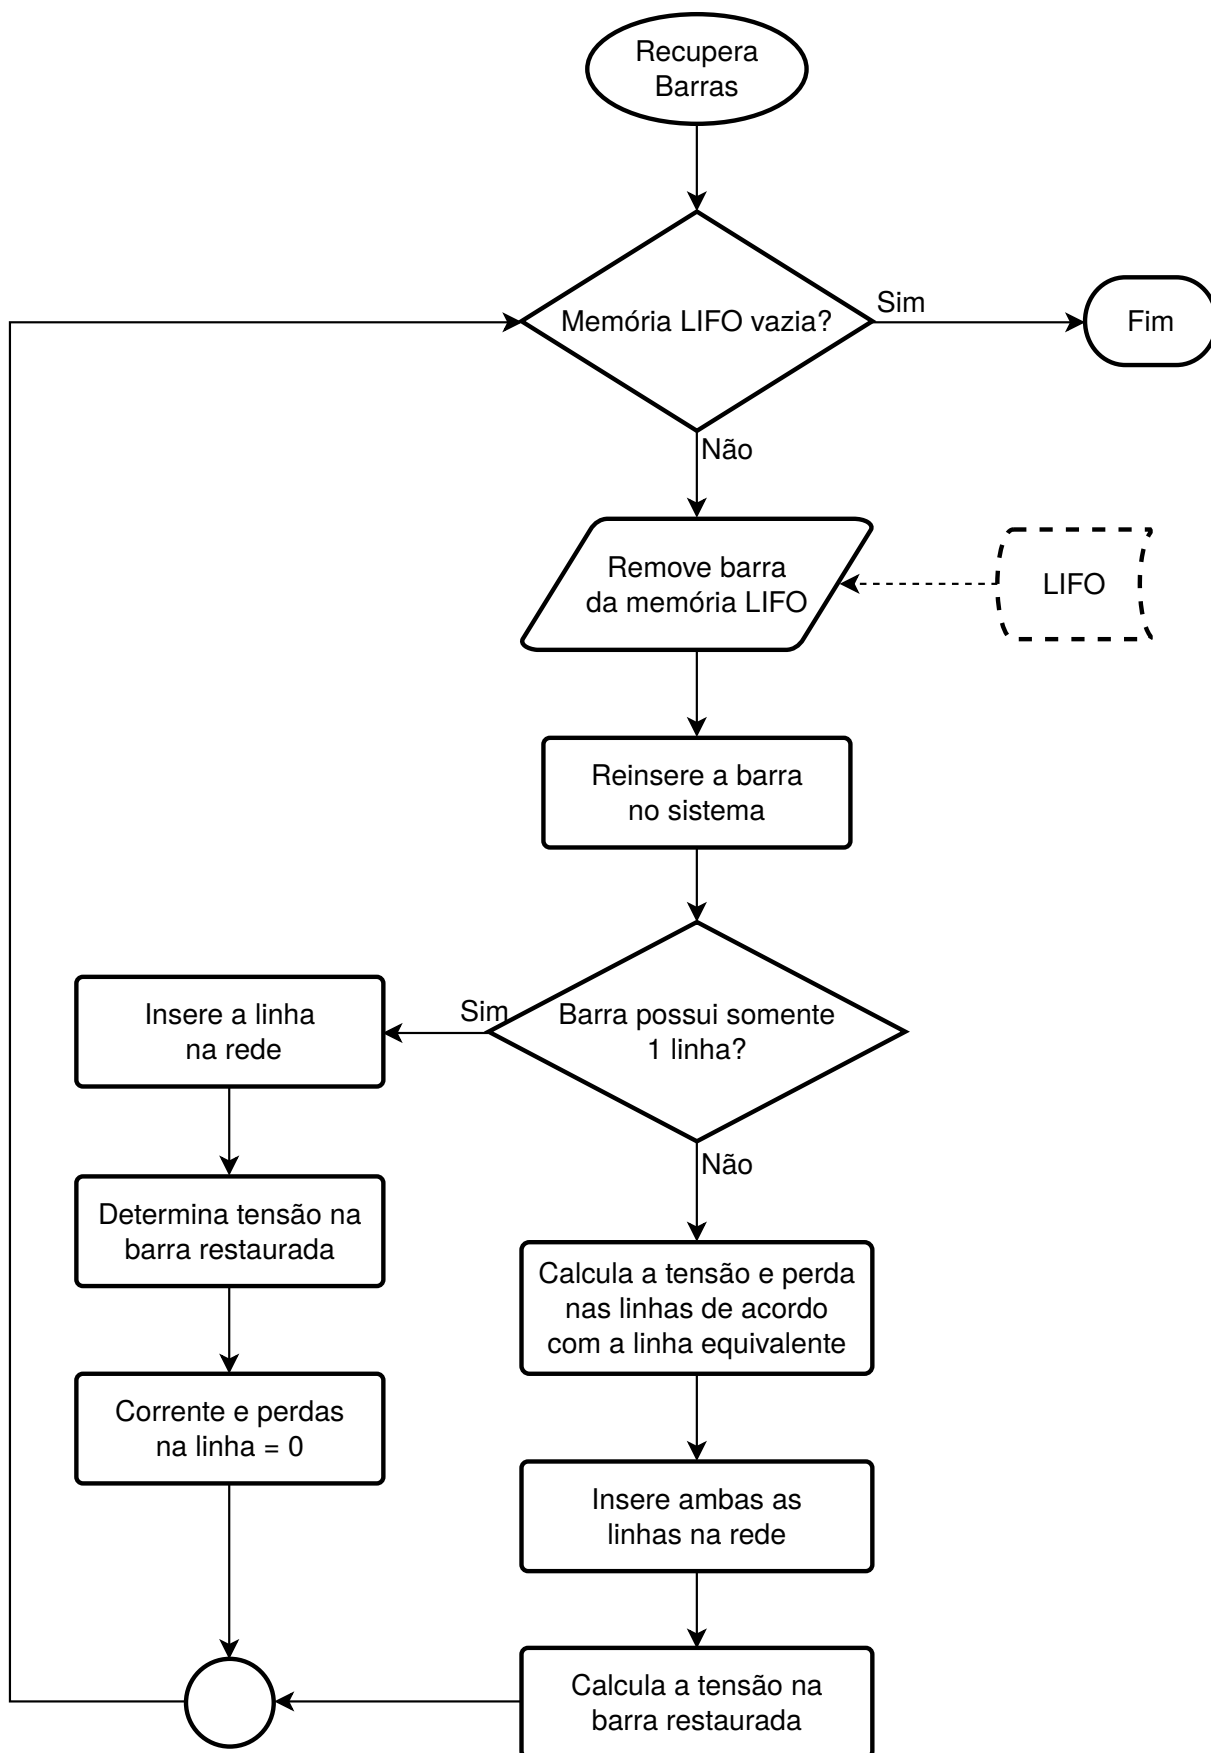 Recupera
Barras
Memória LIFO vazia?
Sim
Fim
Não
Remove barra
da memória LIFO
LIFO
Reinsere a barra
no sistema
Barra possui somente
1 linha?
Sim
Insere a linha
na rede
Não
Determina tensão na
barra restaurada
Calcula a tensão e perda
nas linhas de acordo
com a linha equivalente
Corrente e perdas
na linha = 0
Insere ambas as
linhas na rede
Calcula a tensão na
barra restaurada